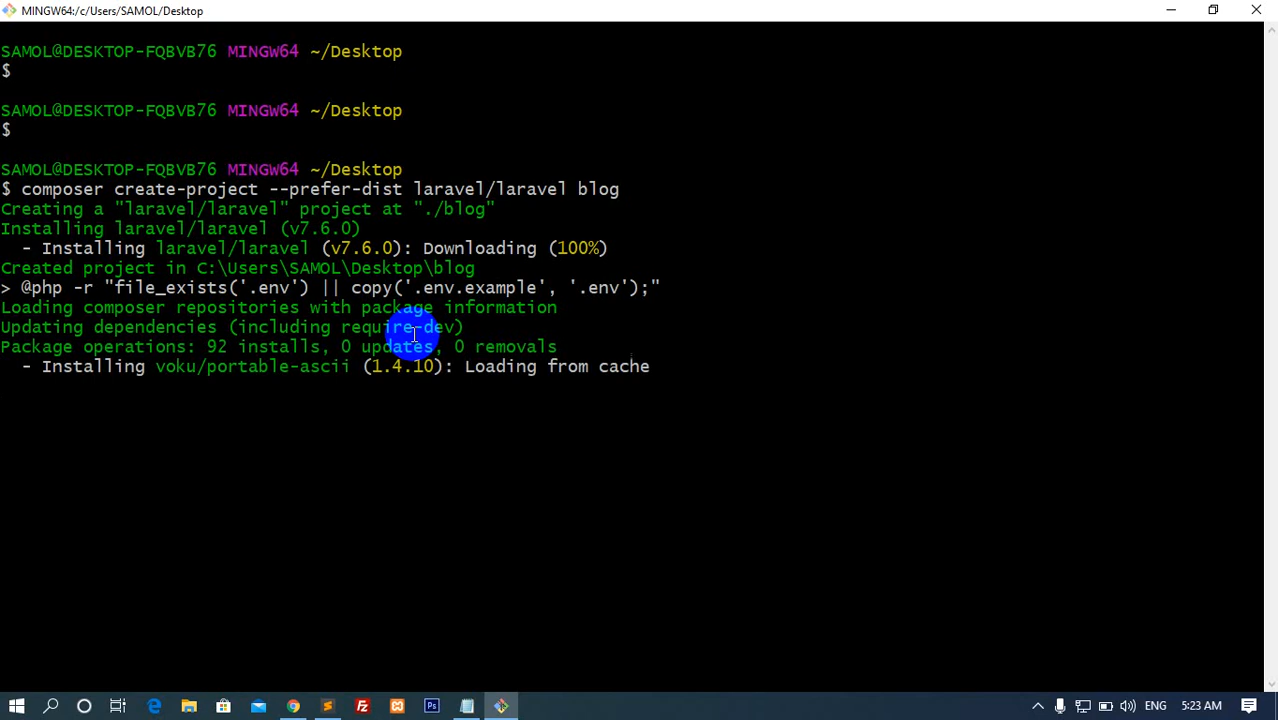 MINGW64:/c/Users/SAMOL/Desktop
SAMOL@DESKTOP-FQBVB76 MINGW64 ~/Desktop
$
SAMOL@DESKTOP-FQBVB76 MINGW64 ~/Desktop
$
SAMOL@DESKTOP-FQBVB76 MINGW64 ~/Desktop
$ composer create-project --prefer-dist laravel/laravel blog
Creating a "laravel/laravel" project at "./blog"
Installing laravel/laravel (v7.6.0)
  - Installing laravel/laravel (v7.6.0): Downloading (100%)
Created project in C:\Users\SAMOL\Desktop\blog
> @php -r "file_exists('.env') || copy('.env.example', '.env');"
Loading composer repositories with package information
Updating dependencies (including require-dev)
Package operations: 92 installs, 0 updates, 0 removals
  - Installing voku/portable-ascii (1.4.10): Loading from cache
Fz Ps ENG 5:23 AM